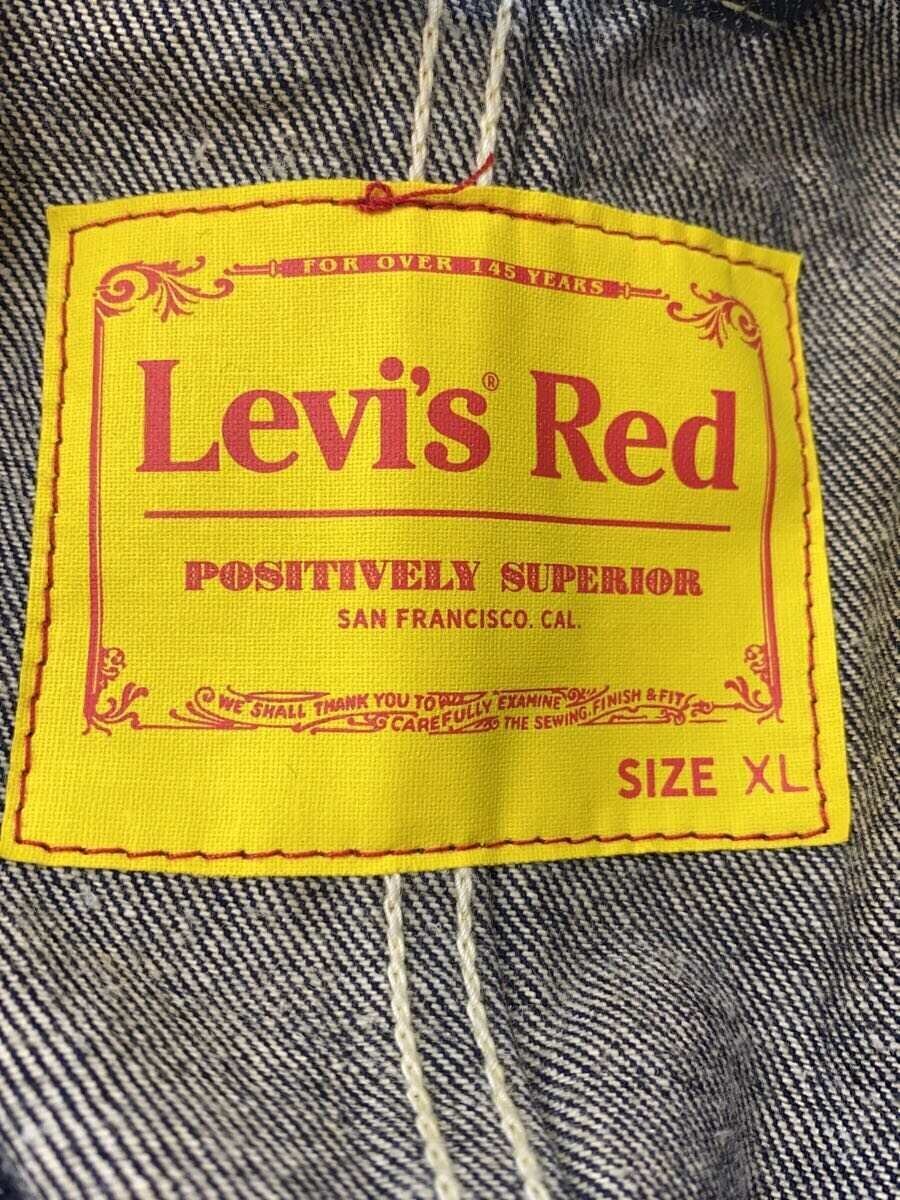 FOR OVER 145 YEARS
Levi's® Red
POSITIVELY SUPERIOR
SAN FRANCISCO. CAL.
WE SHALL THANK YOU TO EXAMINE
CAREFULLY THE SEWING, FINISH & FIT
SIZE XL